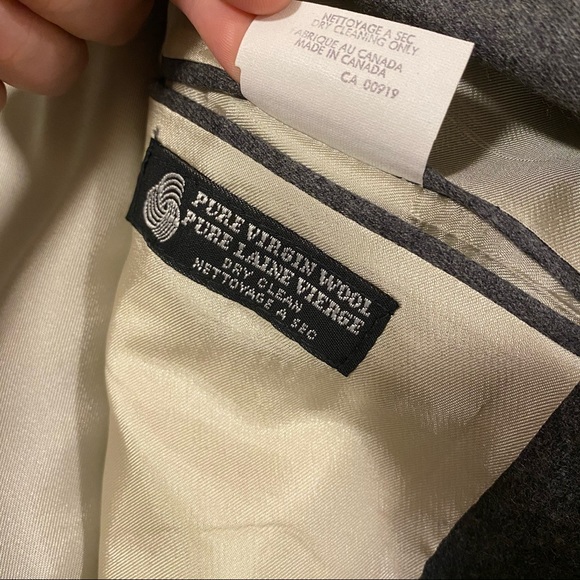 NETTOYAGE A SEC
DRY CLEANING ONLY
FABRIQUE AU CANADA
MADE IN CANADA
CA 00919
PURE VIRGIN WOOL
PURE LAINE VIERGE
DRY CLEAN
NETTOYAGE A SEC